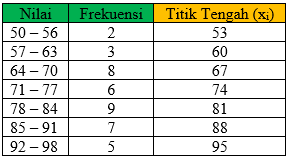 Nilai Frekuensi Titik Tengah (xi)
50 – 56 2 53
57 – 63 3 60
64 – 70 8 67
71 – 77 6 74
78 – 84 9 81
85 – 91 7 88
92 – 98 5 95